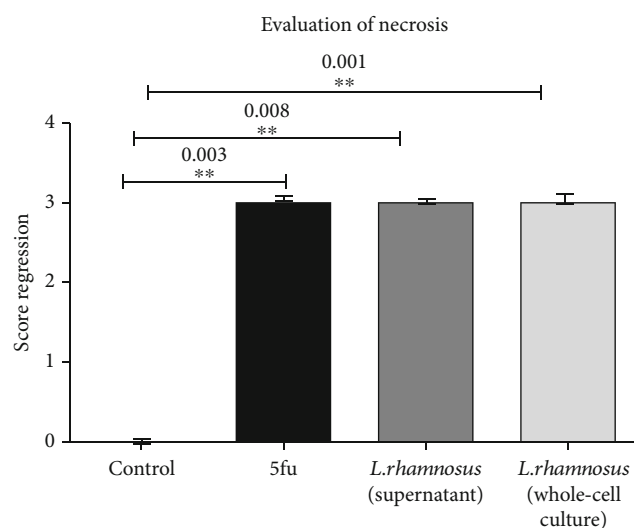 Evaluation of necrosis
0.001
**
0.008
**
0.003
**
4
3
2
1
0
Score regression
Control
5fu
L.rhamnosus
(supernatant)
L.rhamnosus
(whole-cell
culture)